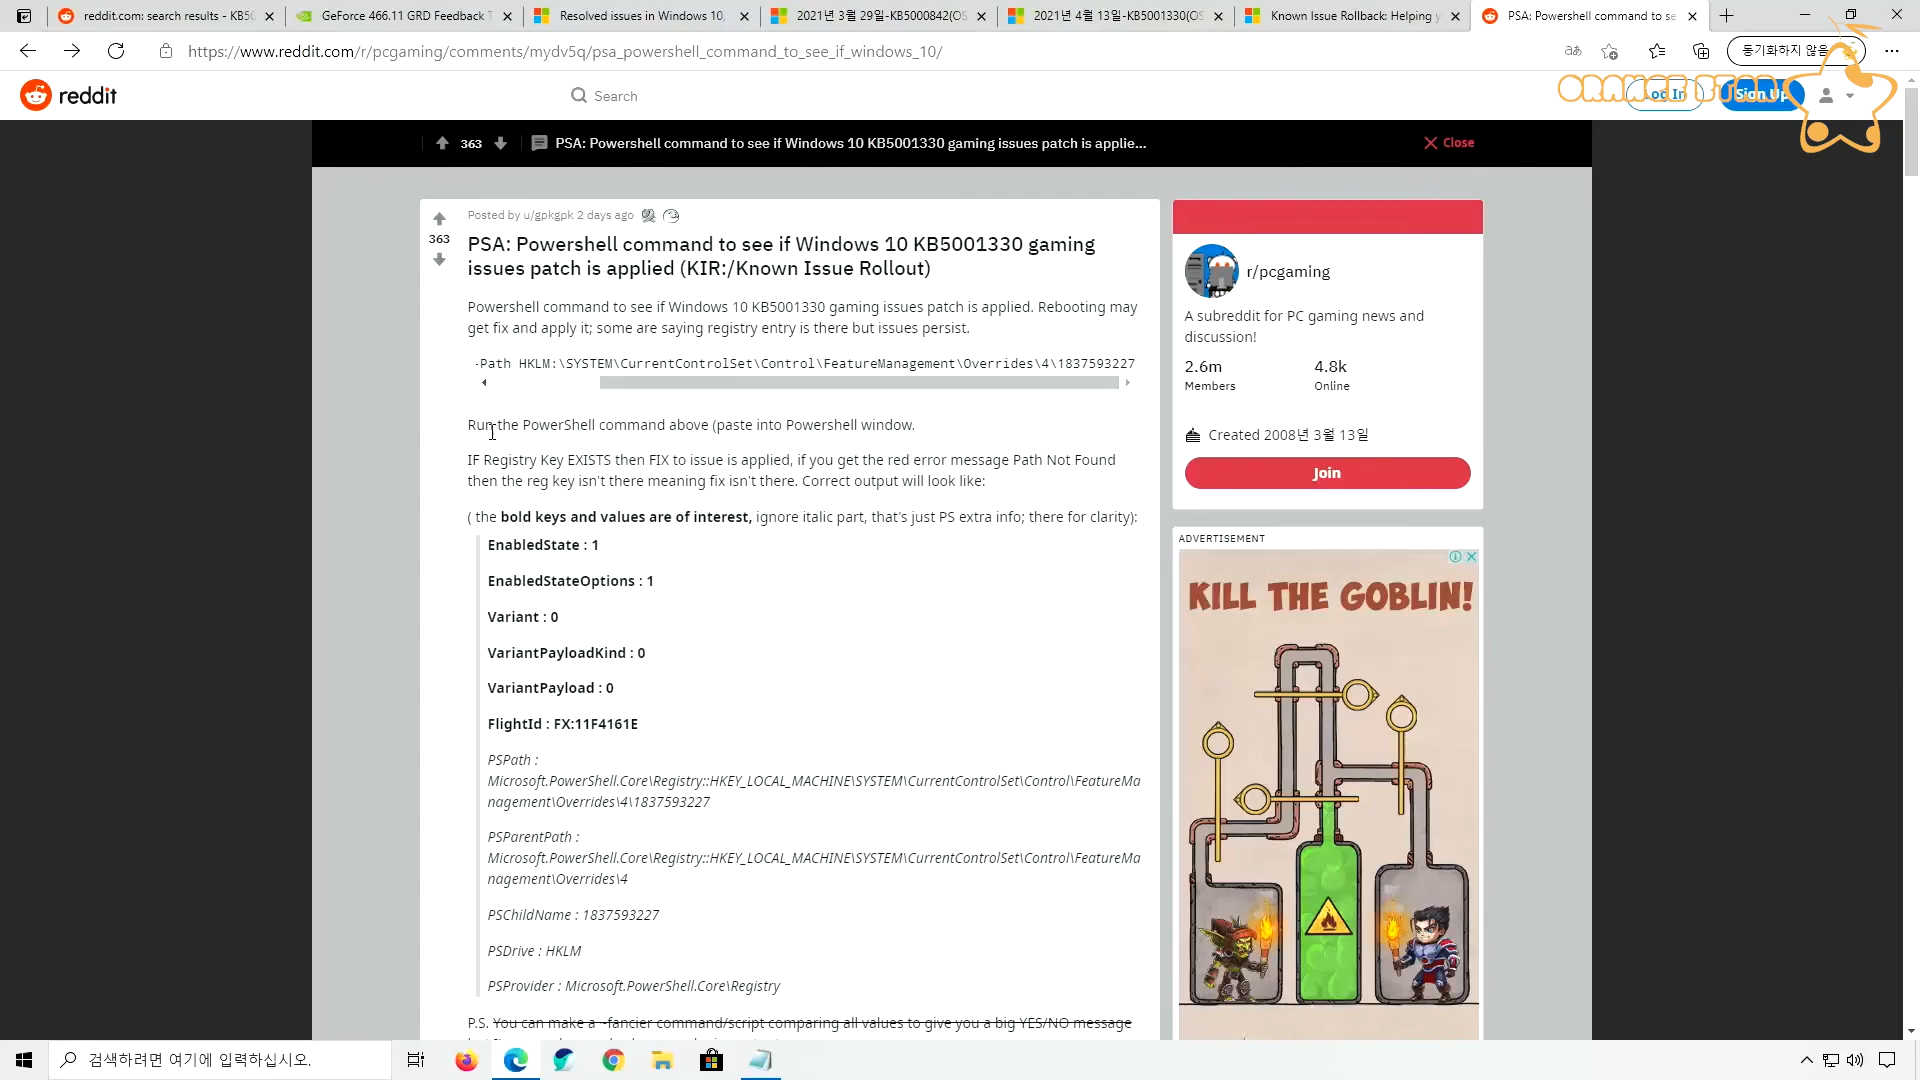 reddit.com: search results - KB50
GeForce 466.11 GRD Feedback T
Resolved issues in Windows 10,
2021년 3월 29일-KB5000842(OS
2021년 4월 13일-KB5001330(OS
Known Issue Rollback: Helping y
PSA: Powershell command to se
https://www.reddit.com/r/pcgaming/comments/mydv5q/psa_powershell_command_to_see_if_windows_10/
동기화하지 않음
reddit
Search
Log In
Sign Up
ORANGE STAR
363
PSA: Powershell command to see if Windows 10 KB5001330 gaming issues patch is applie...
Close
Posted by u/gpkgpk 2 days ago
363
PSA: Powershell command to see if Windows 10 KB5001330 gaming
issues patch is applied (KIR:/Known Issue Rollout)
Powershell command to see if Windows 10 KB5001330 gaming issues patch is applied. Rebooting may
get fix and apply it; some are saying registry entry is there but issues persist.
-Path HKLM:\SYSTEM\CurrentControlSet\Control\FeatureManagement\Overrides\4\1837593227
Run the PowerShell command above (paste into Powershell window.
IF Registry Key EXISTS then FIX to issue is applied, if you get the red error message Path Not Found
then the reg key isn't there meaning fix isn't there. Correct output will look like:
( the bold keys and values are of interest, ignore italic part, that's just PS extra info; there for clarity):
EnabledState : 1
EnabledStateOptions : 1
Variant : 0
VariantPayloadKind : 0
VariantPayload : 0
FlightId : FX:11F4161E
PSPath :
Microsoft.PowerShell.Core\Registry::HKEY_LOCAL_MACHINE\SYSTEM\CurrentControlSet\Control\FeatureMa
nagement\Overrides\4\1837593227
PSParentPath :
Microsoft.PowerShell.Core\Registry::HKEY_LOCAL_MACHINE\SYSTEM\CurrentControlSet\Control\FeatureMa
nagement\Overrides\4
PSChildName : 1837593227
PSDrive : HKLM
PSProvider : Microsoft.PowerShell.Core\Registry
P.S. You can make a ~fancier command/script comparing all values to give you a big YES/NO message
r/pcgaming
A subreddit for PC gaming news and
discussion!
2.6m
4.8k
Members
Online
Created 2008년 3월 13일
Join
ADVERTISEMENT
KILL THE GOBLIN!
검색하려면 여기에 입력하십시오.